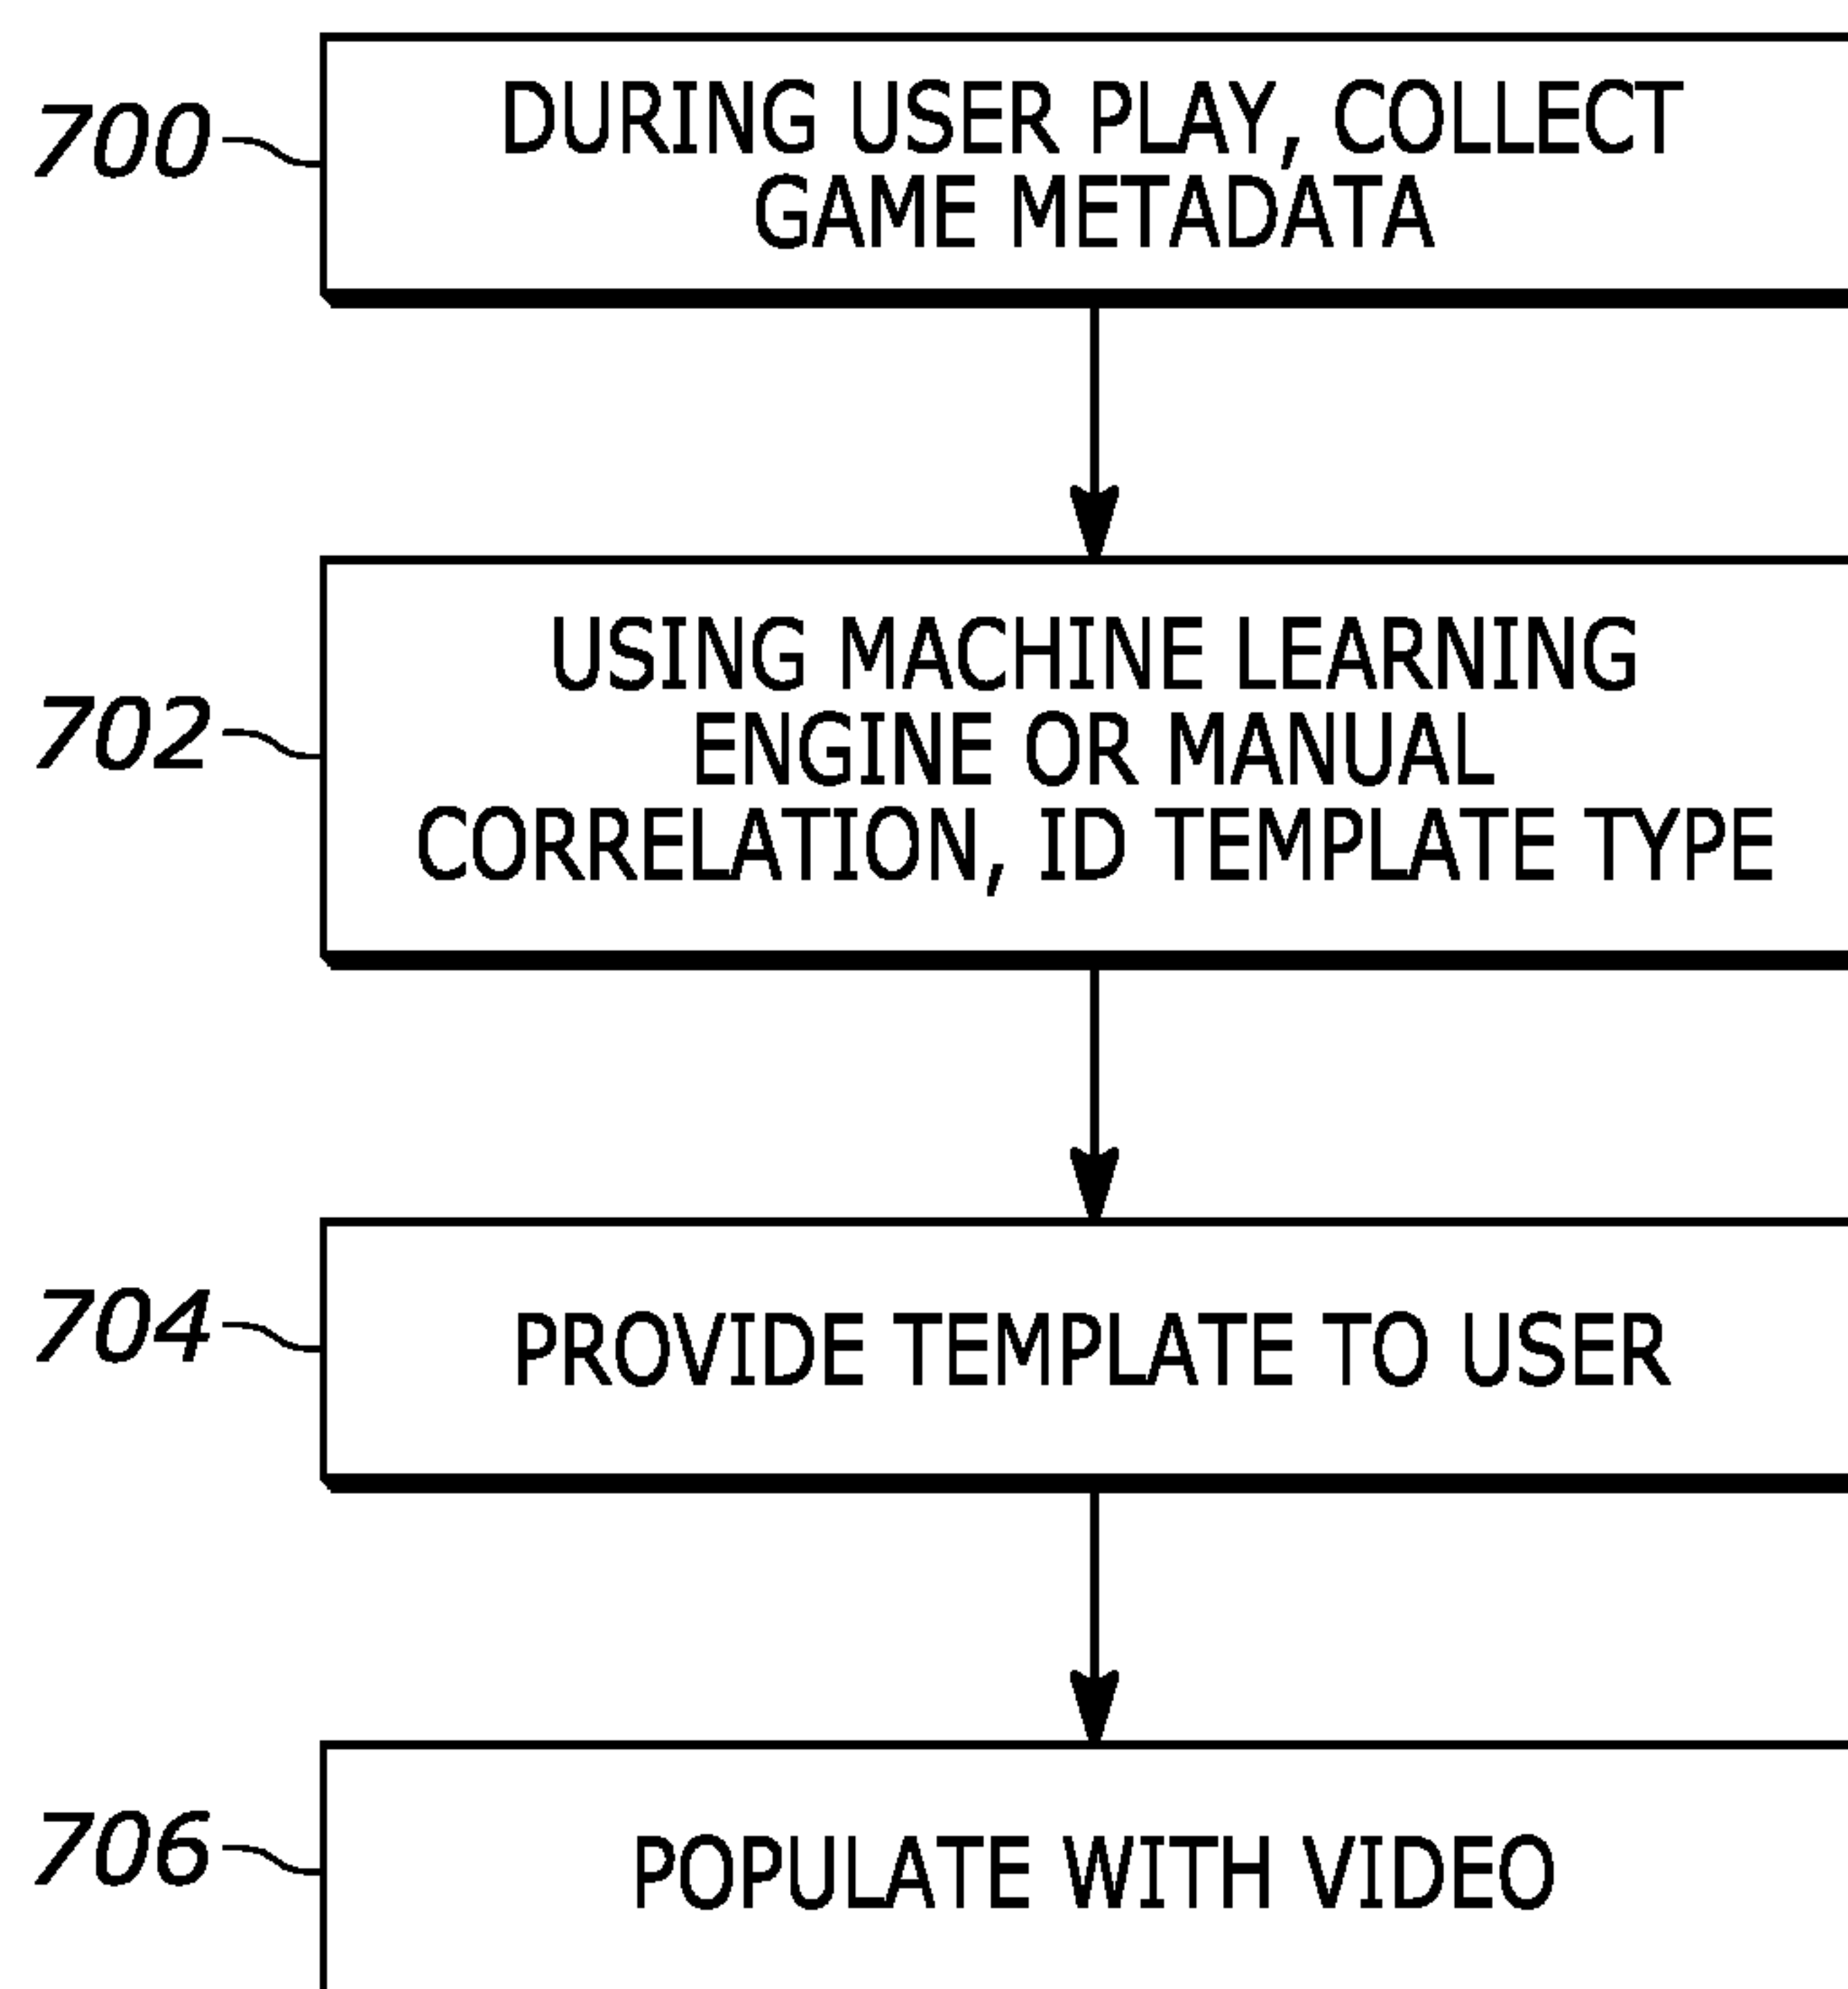 700
DURING USER PLAY, COLLECT
GAME METADATA
702
USING MACHINE LEARNING
ENGINE OR MANUAL
CORRELATION, ID TEMPLATE TYPE
704
PROVIDE TEMPLATE TO USER
706
POPULATE WITH VIDEO